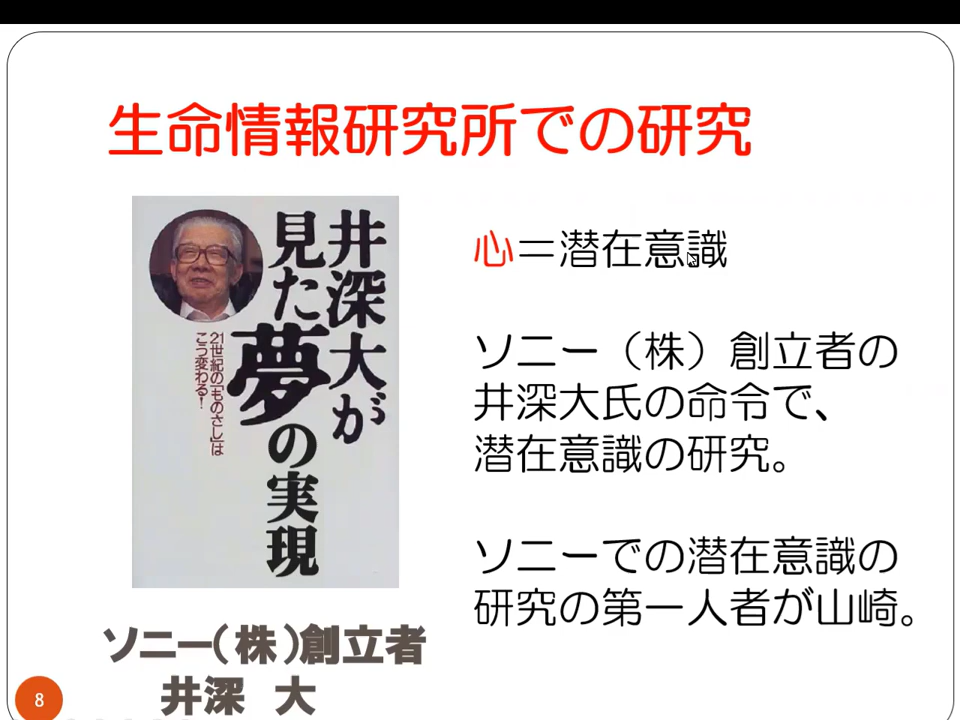 生命情報研究所での研究
井深大が
見た夢の実現
21世紀の「ものさし」は
こう変わる！
心＝潜在意識
ソニー（株）創立者の
井深大氏の命令で、
潜在意識の研究。
ソニーでの潜在意識の
研究の第一人者が山崎。
ソニー（株）創立者
井深　大
8